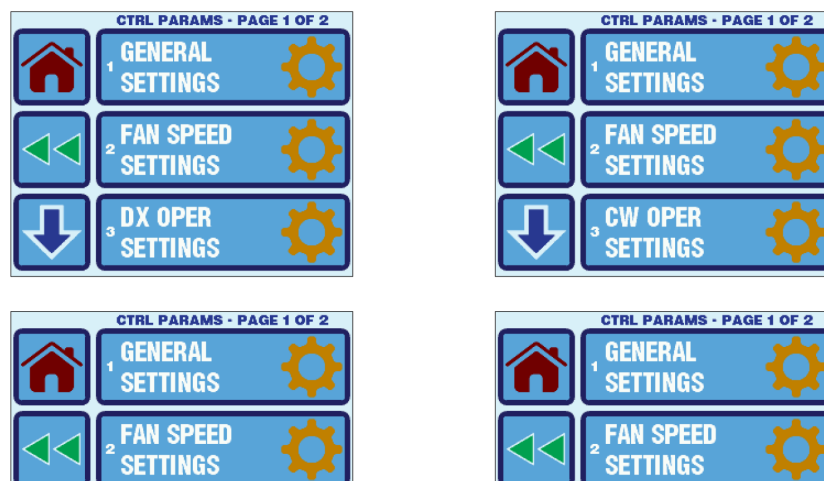 CTRL PARAMS - PAGE 1 OF 2
1 GENERAL
SETTINGS
2 FAN SPEED
SETTINGS
3 DX OPER
SETTINGS
CTRL PARAMS - PAGE 1 OF 2
1 GENERAL
SETTINGS
2 FAN SPEED
SETTINGS
3 CW OPER
SETTINGS
CTRL PARAMS - PAGE 1 OF 2
1 GENERAL
SETTINGS
2 FAN SPEED
SETTINGS
CTRL PARAMS - PAGE 1 OF 2
1 GENERAL
SETTINGS
2 FAN SPEED
SETTINGS